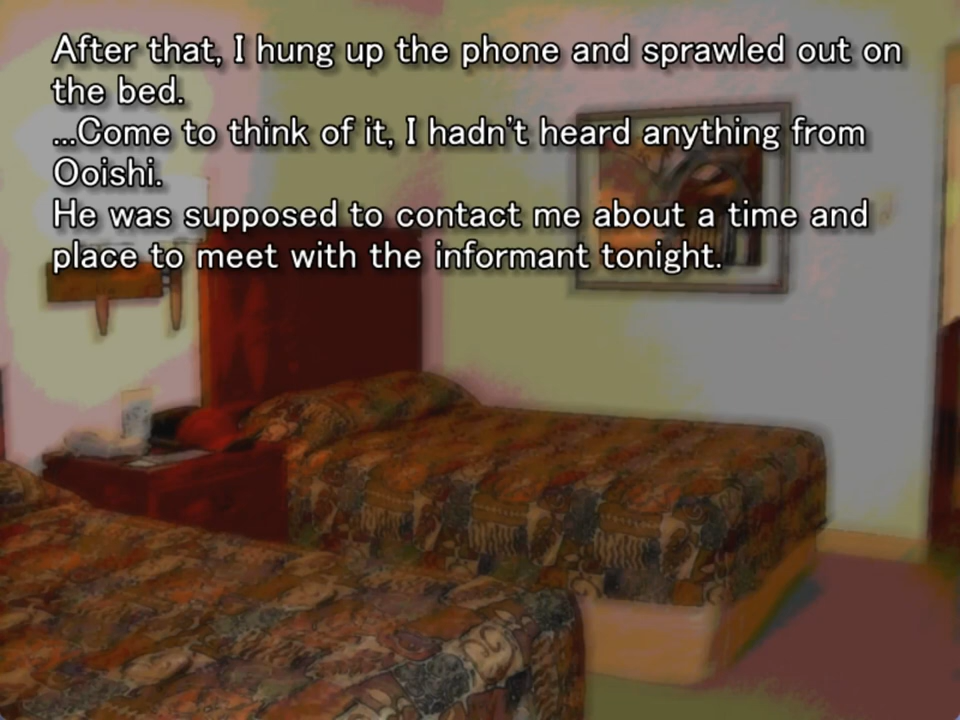 After that, I hung up the phone and sprawled out on
the bed.
...Come to think of it, I hadn't heard anything from
Ooishi.
He was supposed to contact me about a time and
place to meet with the informant tonight.